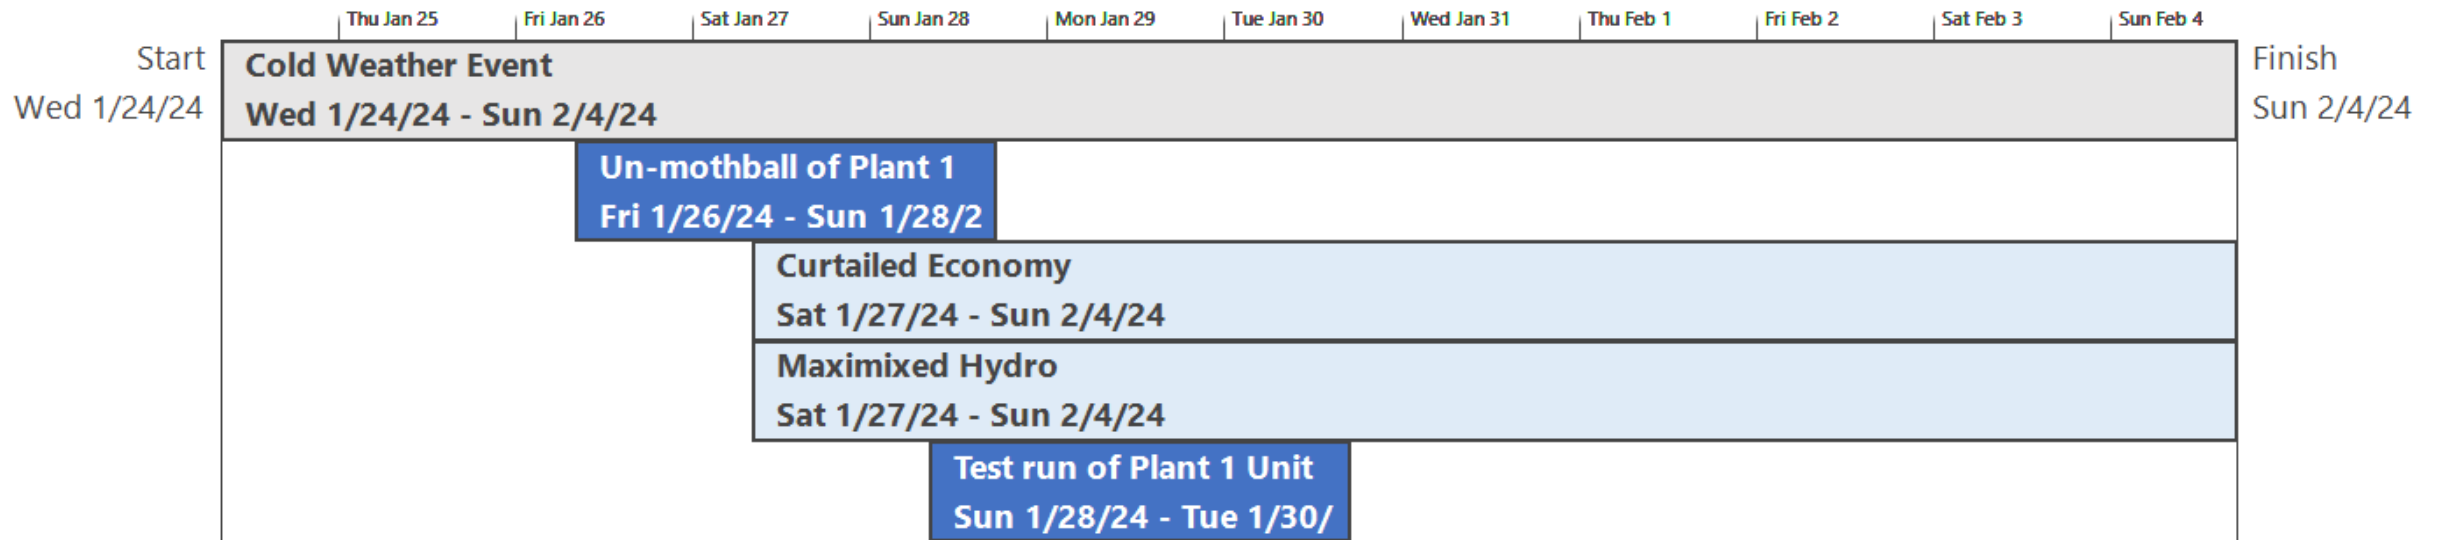 Thu Jan 25 Fri Jan 26 Sat Jan 27 Sun Jan 28 Mon Jan 29 Tue Jan 30 Wed Jan 31 Thu Feb 1 Fri Feb 2 Sat Feb 3 Sun Feb 4
Start
Wed 1/24/24
Cold Weather Event
Wed 1/24/24 - Sun 2/4/24
Finish
Sun 2/4/24
Un-mothball of Plant 1
Fri 1/26/24 - Sun 1/28/2
Curtailed Economy
Sat 1/27/24 - Sun 2/4/24
Maximixed Hydro
Sat 1/27/24 - Sun 2/4/24
Test run of Plant 1 Unit
Sun 1/28/24 - Tue 1/30/